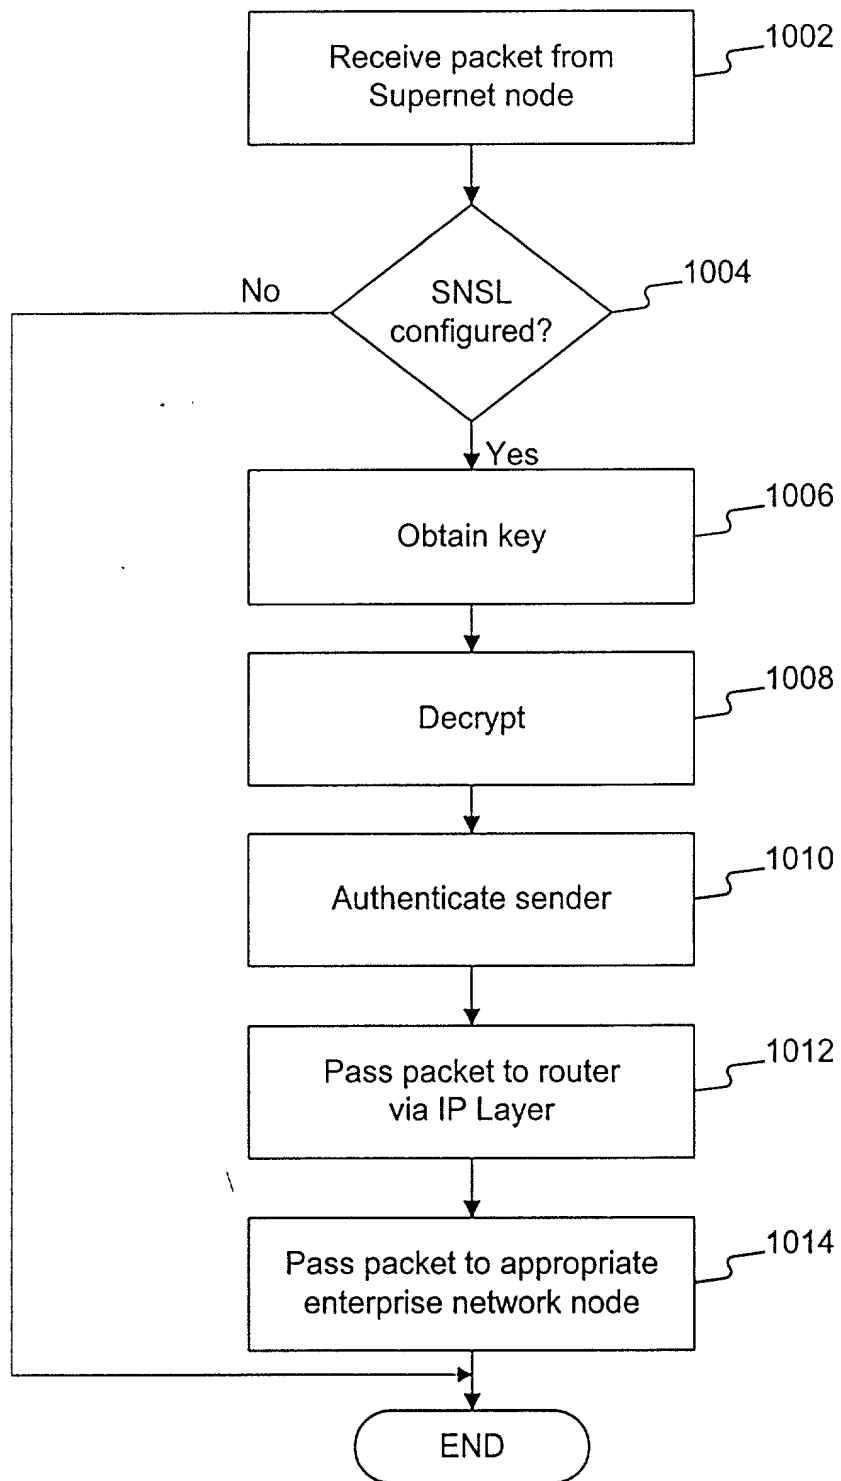 Receive packet from
Supernet node
1002
SNSL
configured?
1004
No
Yes
Obtain key
1006
Decrypt
1008
Authenticate sender
1010
Pass packet to router
via IP Layer
1012
Pass packet to appropriate
enterprise network node
1014
END